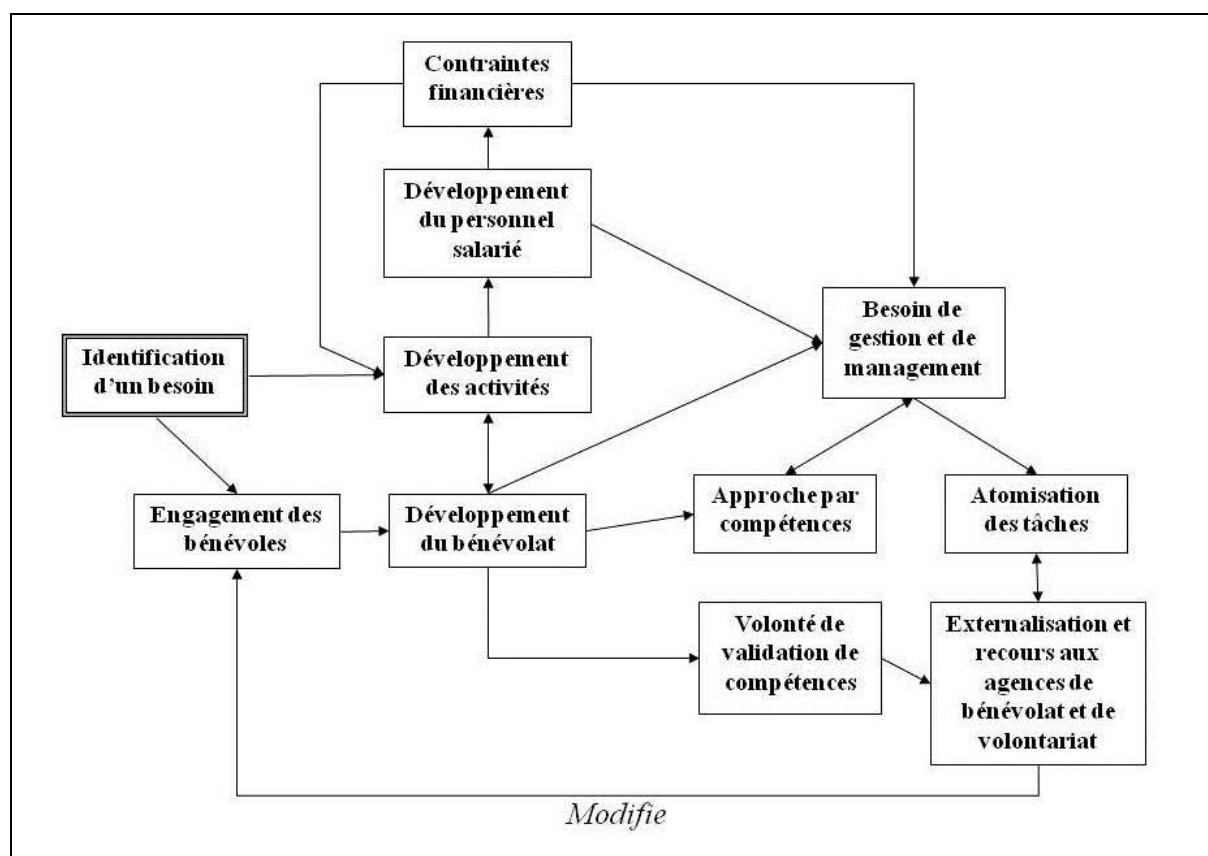 Contraintes
financières
Développement
du personnel
salarié
Besoin de
gestion et de
management
Identification
d'un besoin
Développement
des activités
Engagement des
bénévoles
Développement
du bénévolat
Approche par
compétences
Atomisation
des tâches
Volonté de
validation de
compétences
Externalisation et
recours aux
agences de
bénévolat et de
volontariat
Modifie